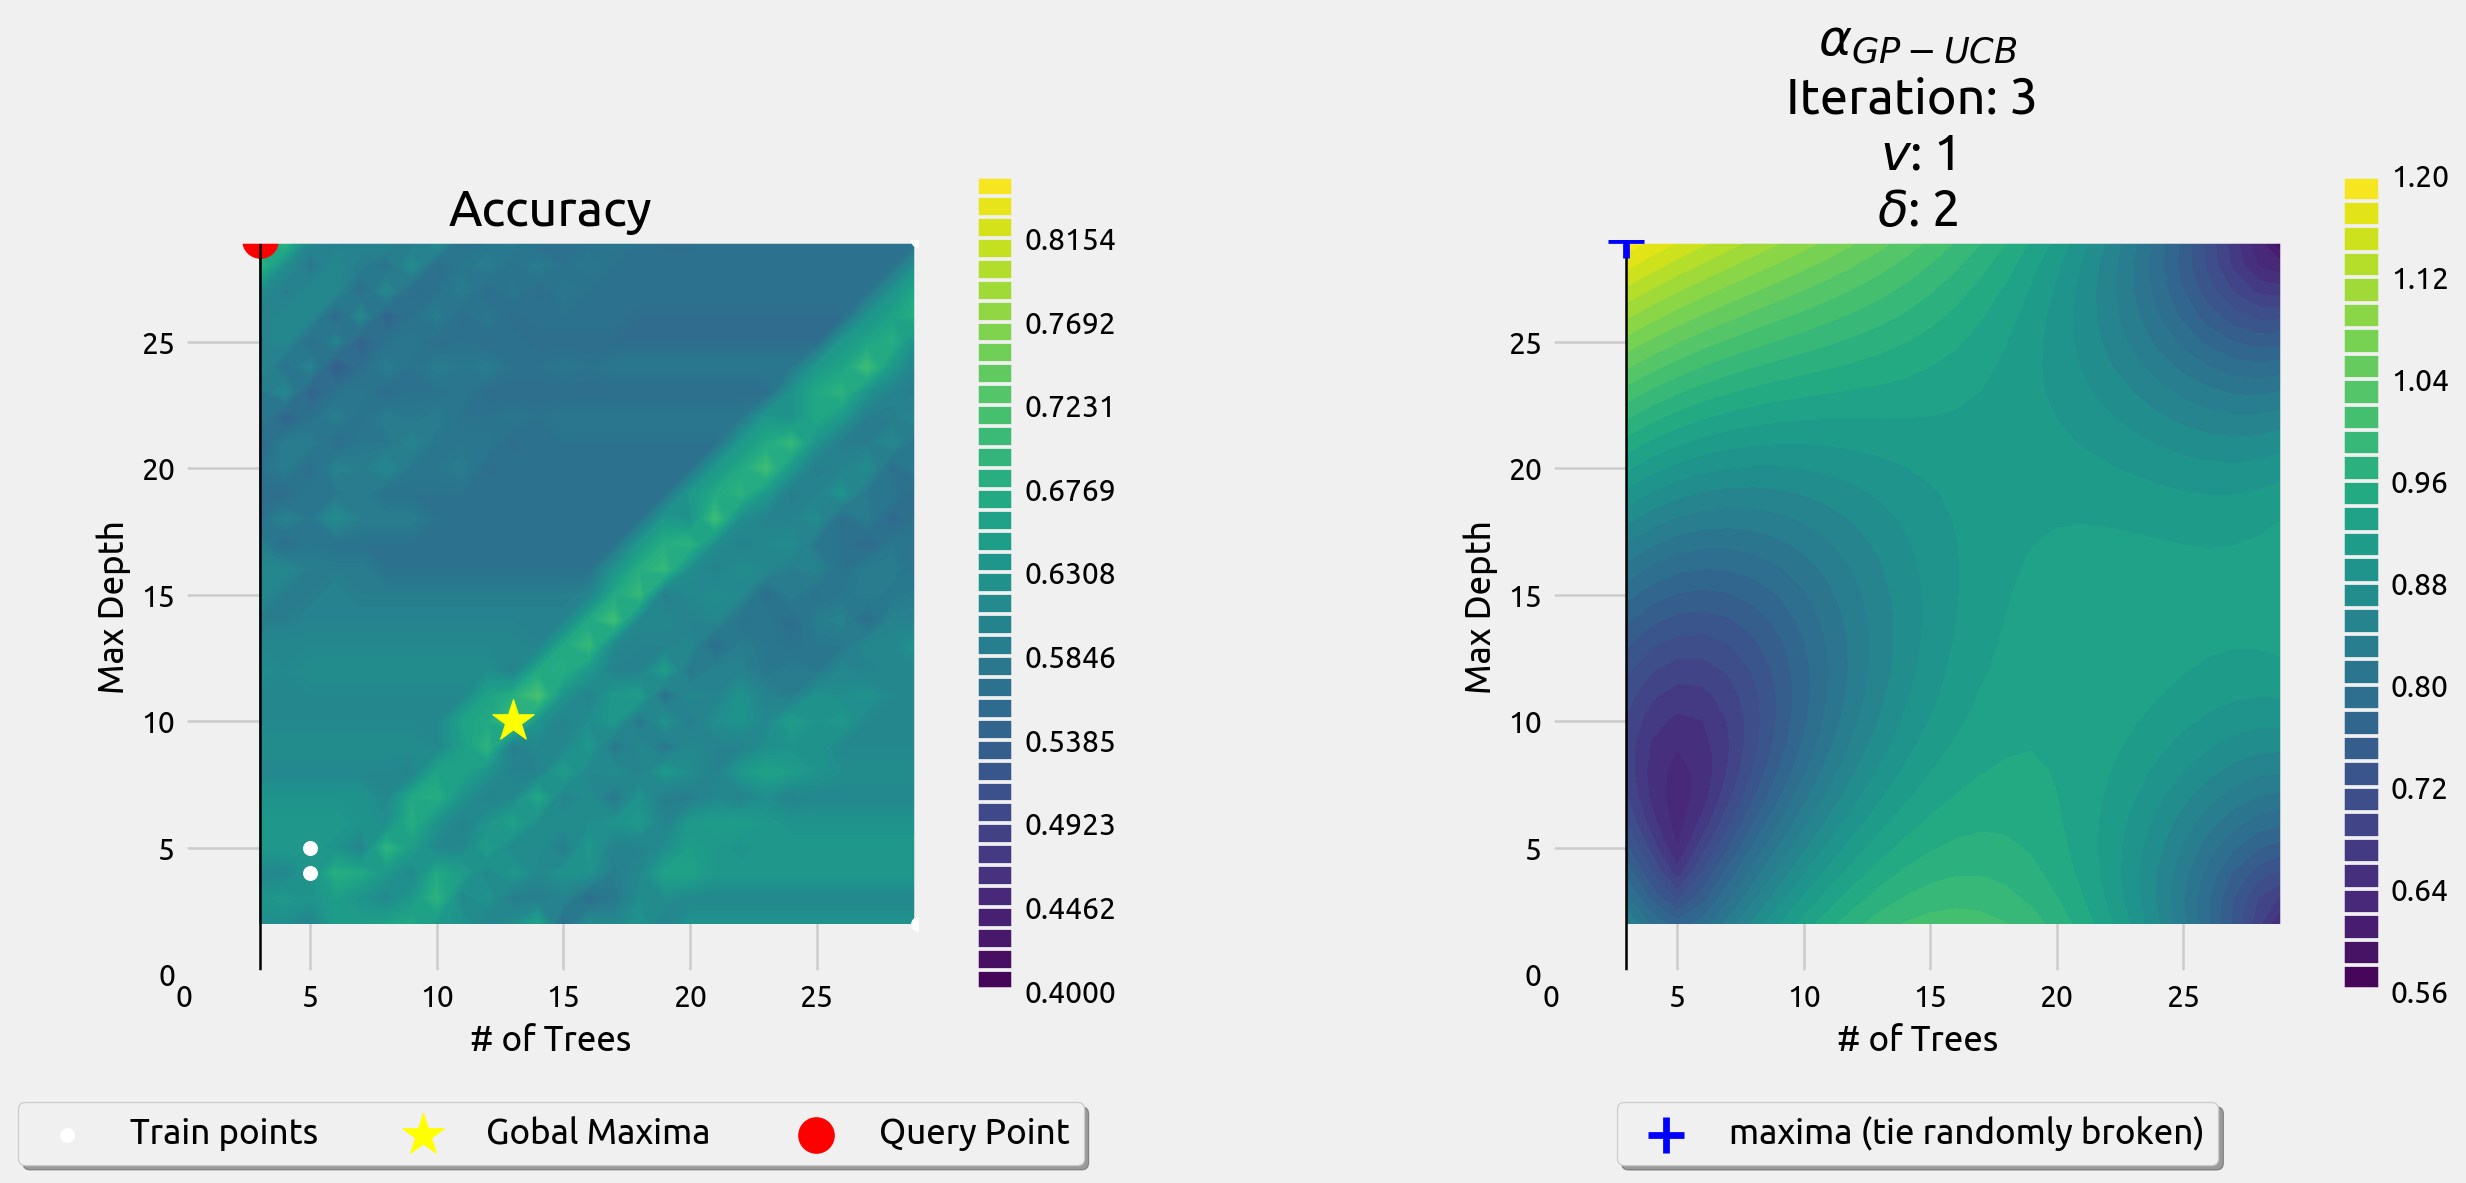 α_{GP − UCB}
Iteration: 3
ν: 1
δ: 2
Accuracy
25
20
15
10
5
0
Max Depth
0 5 10 15 20 25
# of Trees
0.8154
0.7692
0.7231
0.6769
0.6308
0.5846
0.5385
0.4923
0.4462
0.4000
25
20
15
10
5
0
Max Depth
0 5 10 15 20 25
# of Trees
1.20
1.12
1.04
0.96
0.88
0.80
0.72
0.64
0.56
Train points Gobal Maxima Query Point
maxima (tie randomly broken)